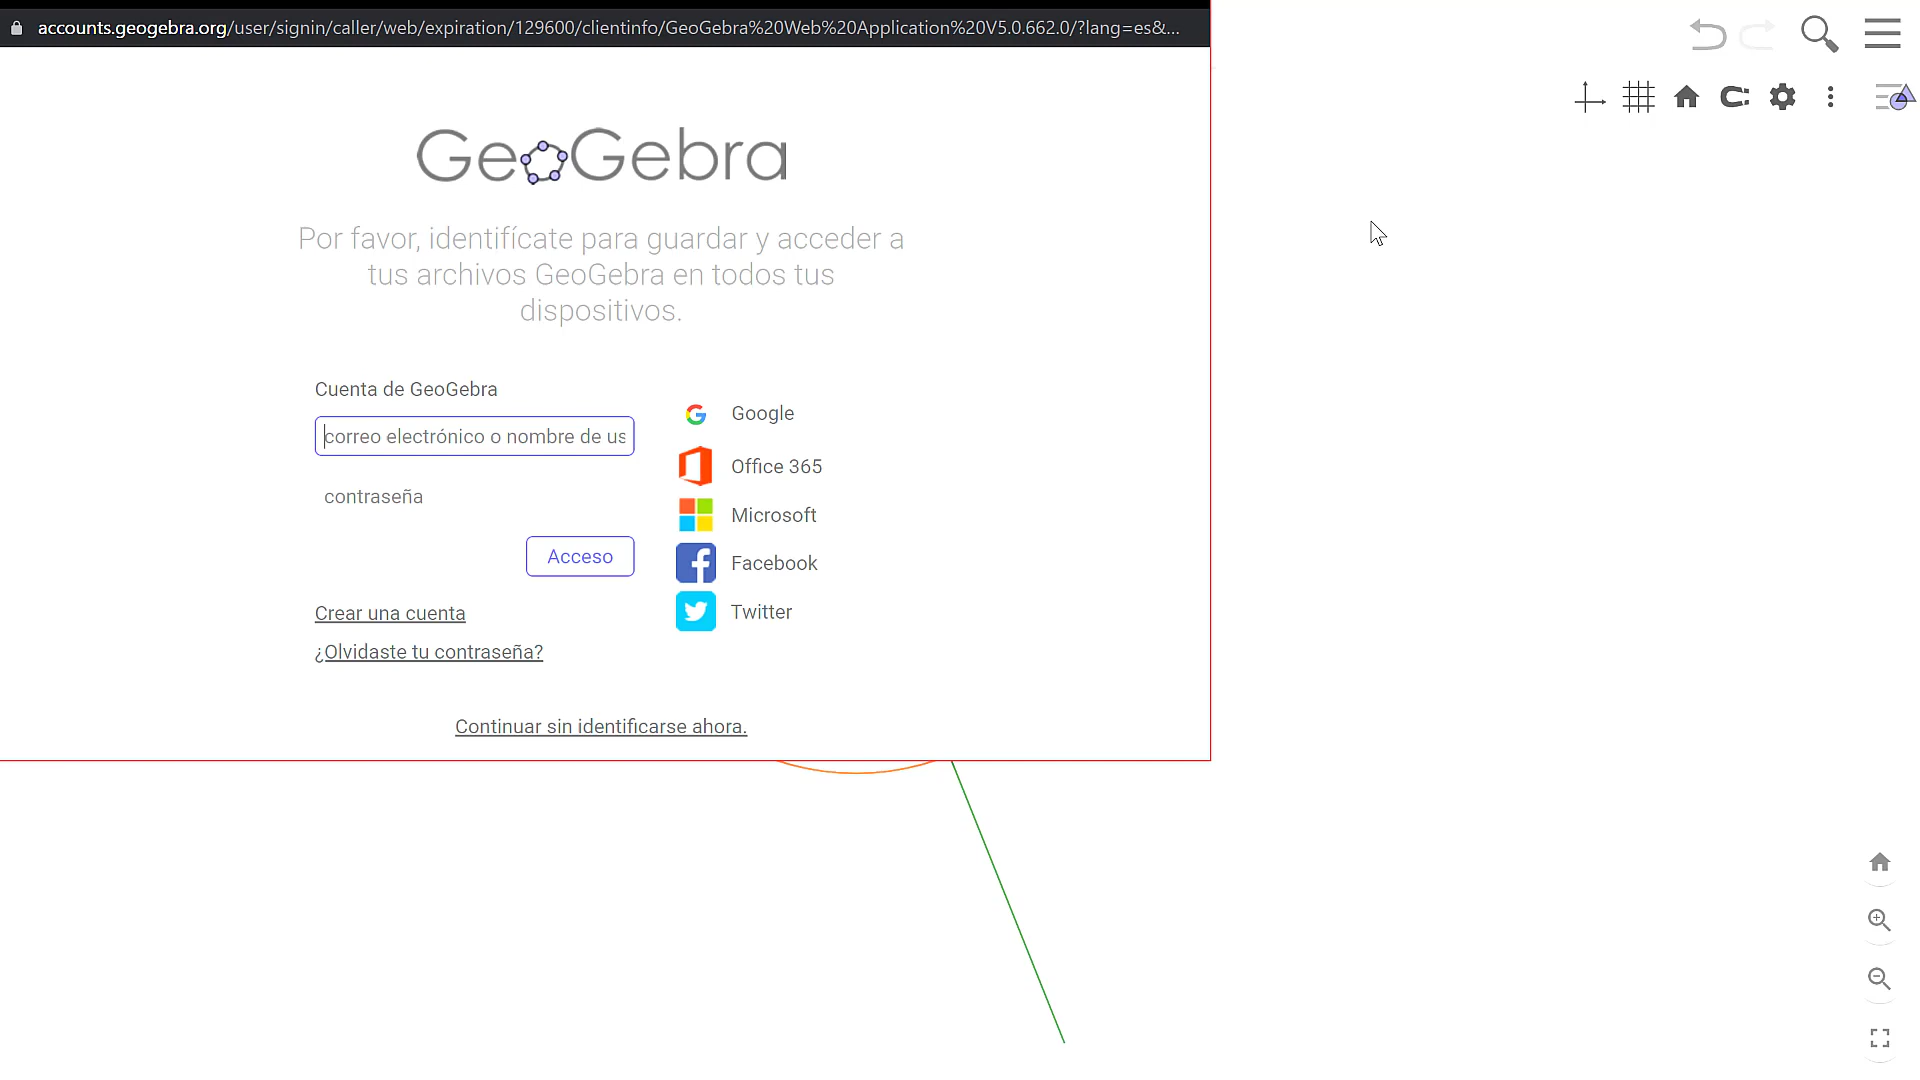 accounts.geogebra.org/user/signin/caller/web/expiration/129600/clientinfo/GeoGebra%20Web%20Application%20V5.0.662.0/?lang=es&...
GeoGebra
Por favor, identifícate para guardar y acceder a
tus archivos GeoGebra en todos tus
dispositivos.
Cuenta de GeoGebra
correo electrónico o nombre de us
contraseña
Acceso
Crear una cuenta
¿Olvidaste tu contraseña?
Google
Office 365
Microsoft
Facebook
Twitter
Continuar sin identificarse ahora.